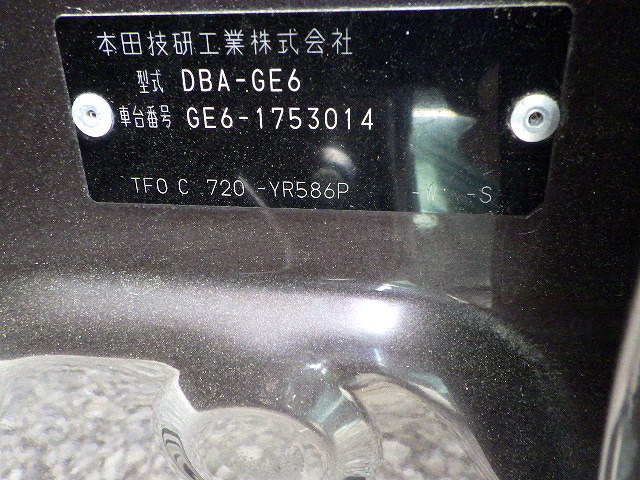 本田技研工業株式会社
型式 DBA-GE6
車台番号 GE6-1753014
TF0 C 720 -YR586P -W -S